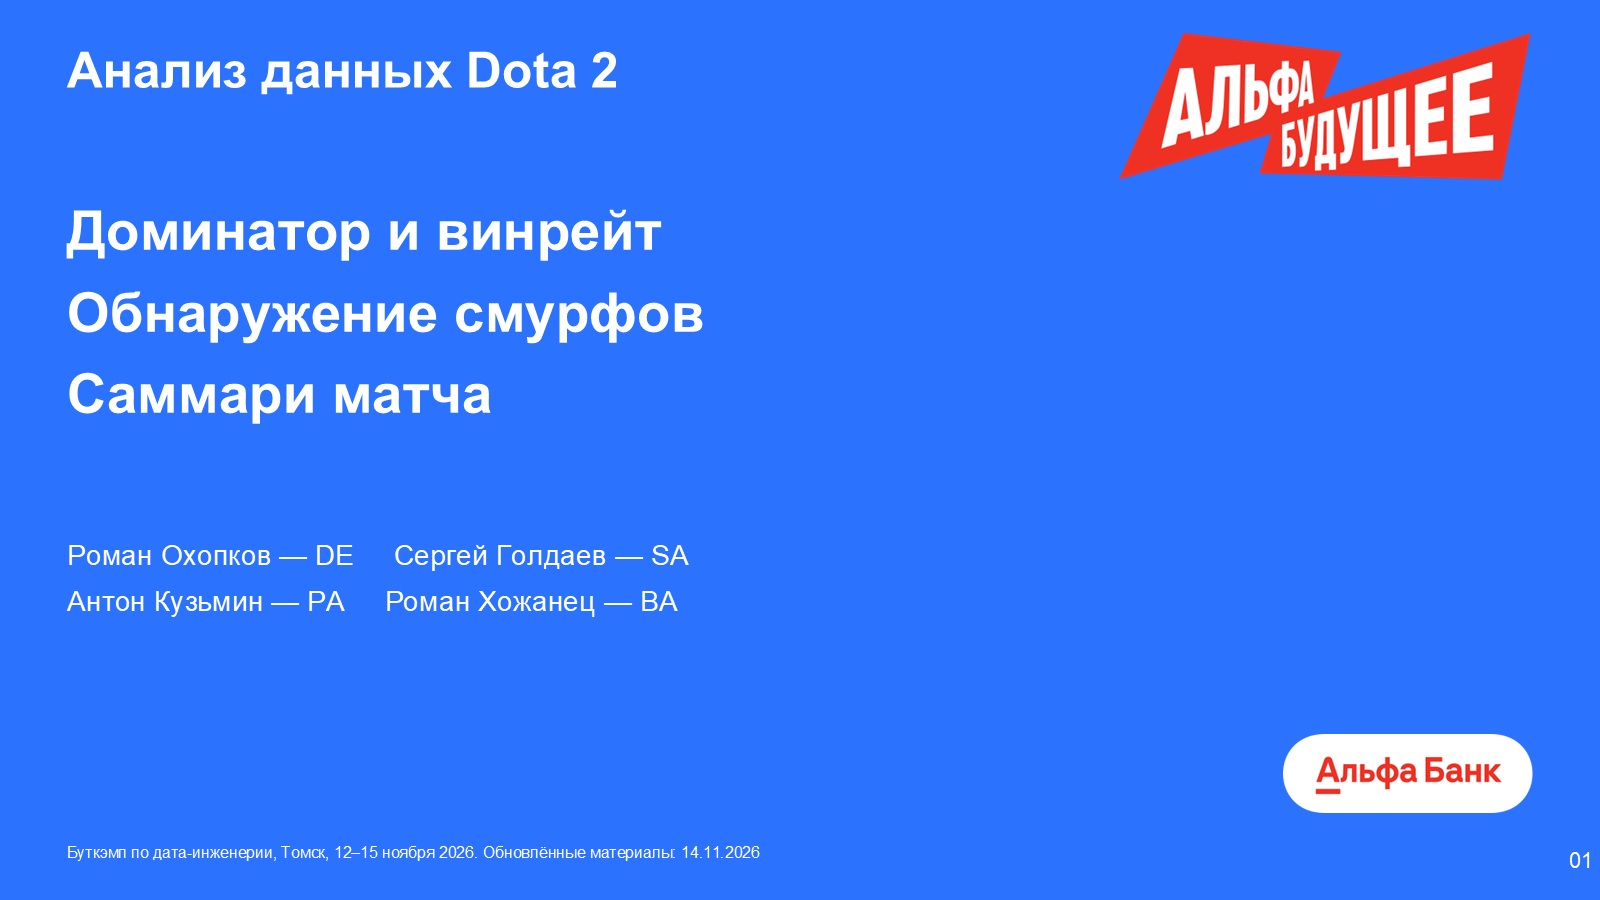 Анализ данных Dota 2
АЛЬФА
БУДУЩЕЕ
Доминатор и винрейт
Обнаружение смурфов
Саммари матча
Роман Охопков — DE Сергей Голдаев — SA
Антон Кузьмин — PA Роман Хожанец — BA
Альфа Банк
Буткэмп по дата-инженерии, Томск, 12–15 ноября 2026. Обновлённые материалы: 14.11.2026
01